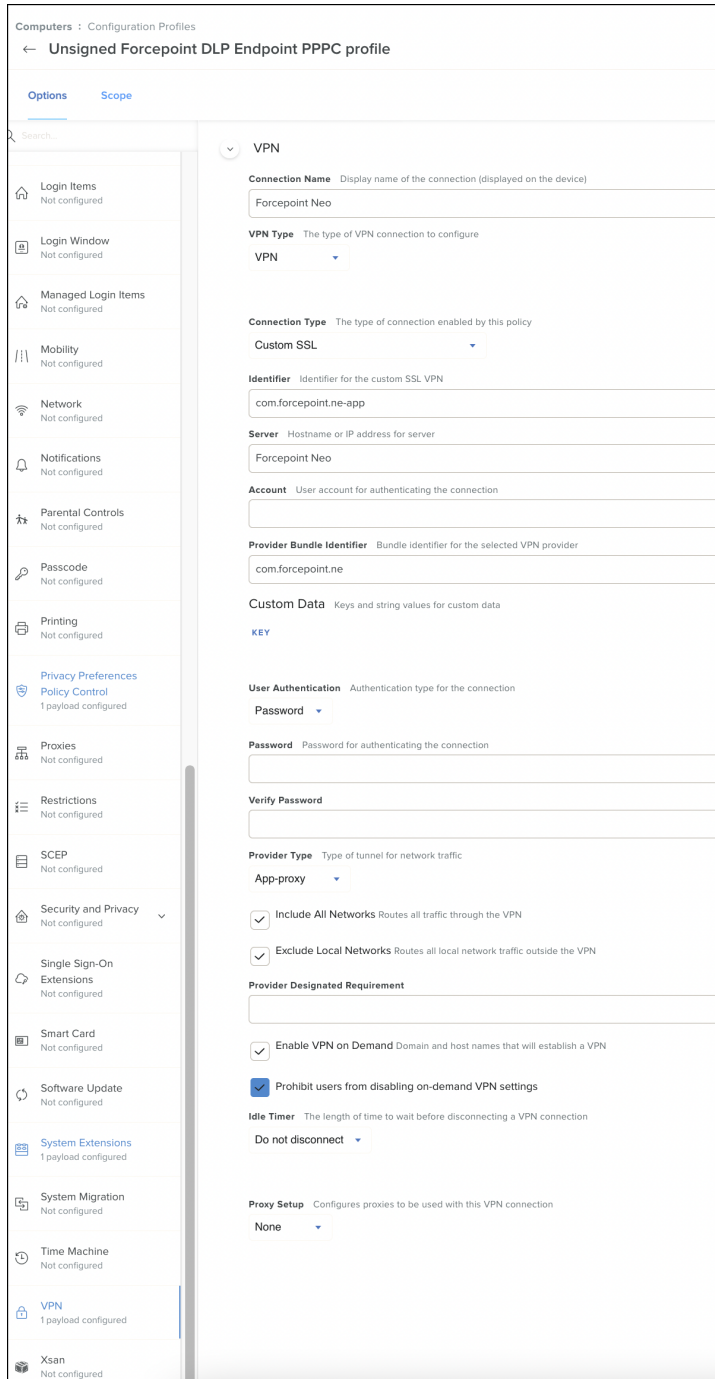 Computers : Configuration Profiles
← Unsigned Forcepoint DLP Endpoint PPPC profile
Options Scope
Search...
Login Items
Not configured
Login Window
Not configured
Managed Login Items
Not configured
Mobility
Not configured
Network
Not configured
Notifications
Not configured
Parental Controls
Not configured
Passcode
Not configured
Printing
Not configured
Privacy Preferences
Policy Control
1 payload configured
Proxies
Not configured
Restrictions
Not configured
SCEP
Not configured
Security and Privacy
Not configured
Single Sign-On
Extensions
Not configured
Smart Card
Not configured
Software Update
Not configured
System Extensions
1 payload configured
System Migration
Not configured
Time Machine
Not configured
VPN
1 payload configured
Xsan
Not configured
VPN
Connection Name Display name of the connection (displayed on the device)
Forcepoint Neo
VPN Type The type of VPN connection to configure
VPN
Connection Type The type of connection enabled by this policy
Custom SSL
Identifier Identifier for the custom SSL VPN
com.forcepoint.ne-app
Server Hostname or IP address for server
Forcepoint Neo
Account User account for authenticating the connection
Provider Bundle Identifier Bundle identifier for the selected VPN provider
com.forcepoint.ne
Custom Data Keys and string values for custom data
KEY
User Authentication Authentication type for the connection
Password
Password Password for authenticating the connection
Verify Password
Provider Type Type of tunnel for network traffic
App-proxy
Include All Networks Routes all traffic through the VPN
Exclude Local Networks Routes all local network traffic outside the VPN
Provider Designated Requirement
Enable VPN on Demand Domain and host names that will establish a VPN
Prohibit users from disabling on-demand VPN settings
Idle Timer The length of time to wait before disconnecting a VPN connection
Do not disconnect
Proxy Setup Configures proxies to be used with this VPN connection
None